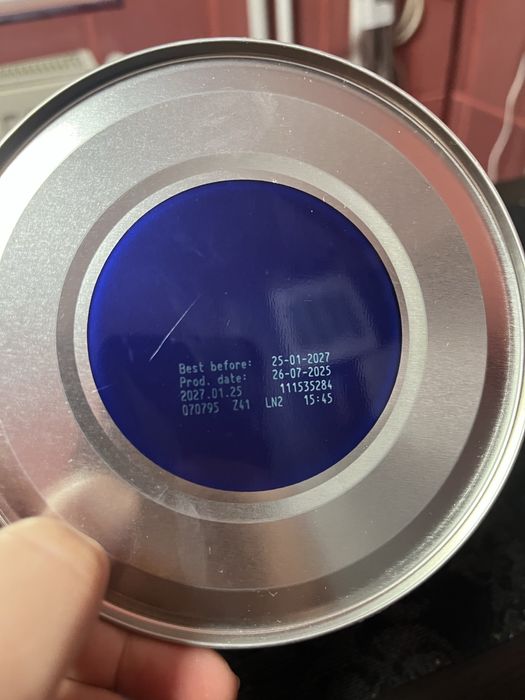 Best before: 25-01-2027
Prod. date: 26-07-2025
2027.01.25 111535284
070795 Z41 LN2 15:45